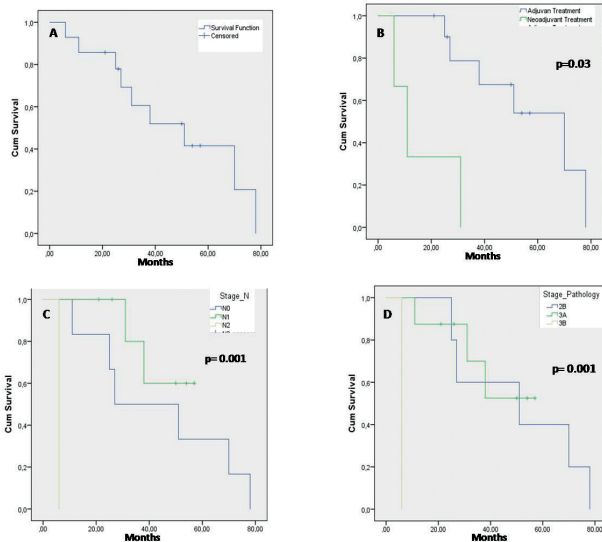 A
Survival Function
Censored
Cum Survival
1,0
0,8
0,6
0,4
0,2
0,0
,00
20,00
40,00
60,00
80,00
Months
B
Adjuvan Treatment
Neoadjuvant Treatment
p=0.03
Cum Survival
1,0
0,8
0,6
0,4
0,2
0,0
,00
20,00
40,00
60,00
80,00
Months
C
Stage_N
N0
N1
N2
p= 0.001
Cum Survival
1,0
0,8
0,6
0,4
0,2
0,0
,00
20,00
40,00
60,00
80,00
Months
D
Stage_Pathology
2B
3A
3B
p= 0.001
Cum Survival
1,0
0,8
0,6
0,4
0,2
0,0
,00
20,00
40,00
60,00
80,00
Months